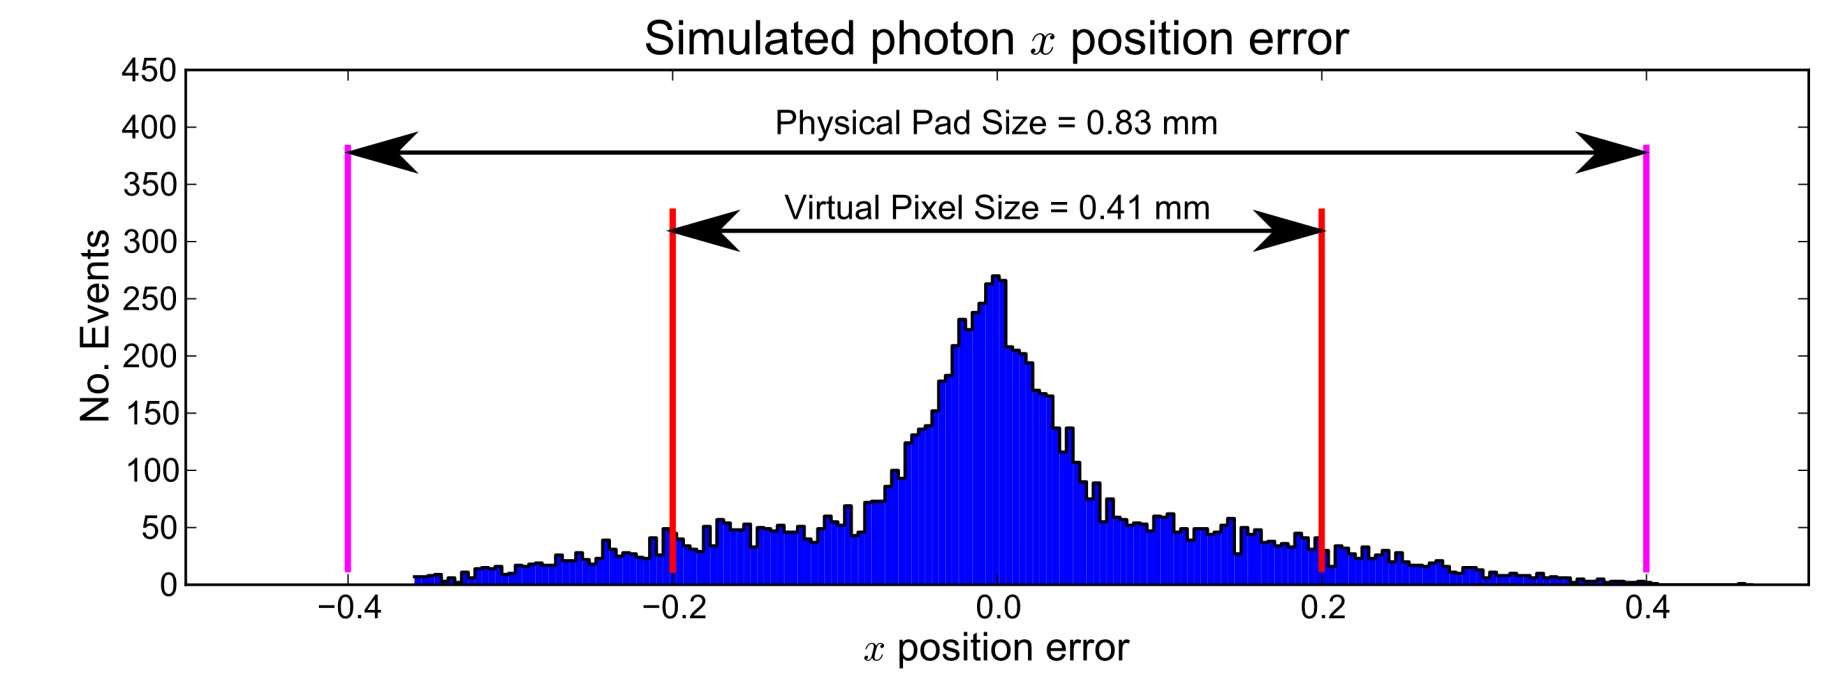 Simulated photon x position error
450
400
350
300
250
200
150
100
50
0
No. Events
Physical Pad Size = 0.83 mm
Virtual Pixel Size = 0.41 mm
−0.4 −0.2 0.0 0.2 0.4
x position error